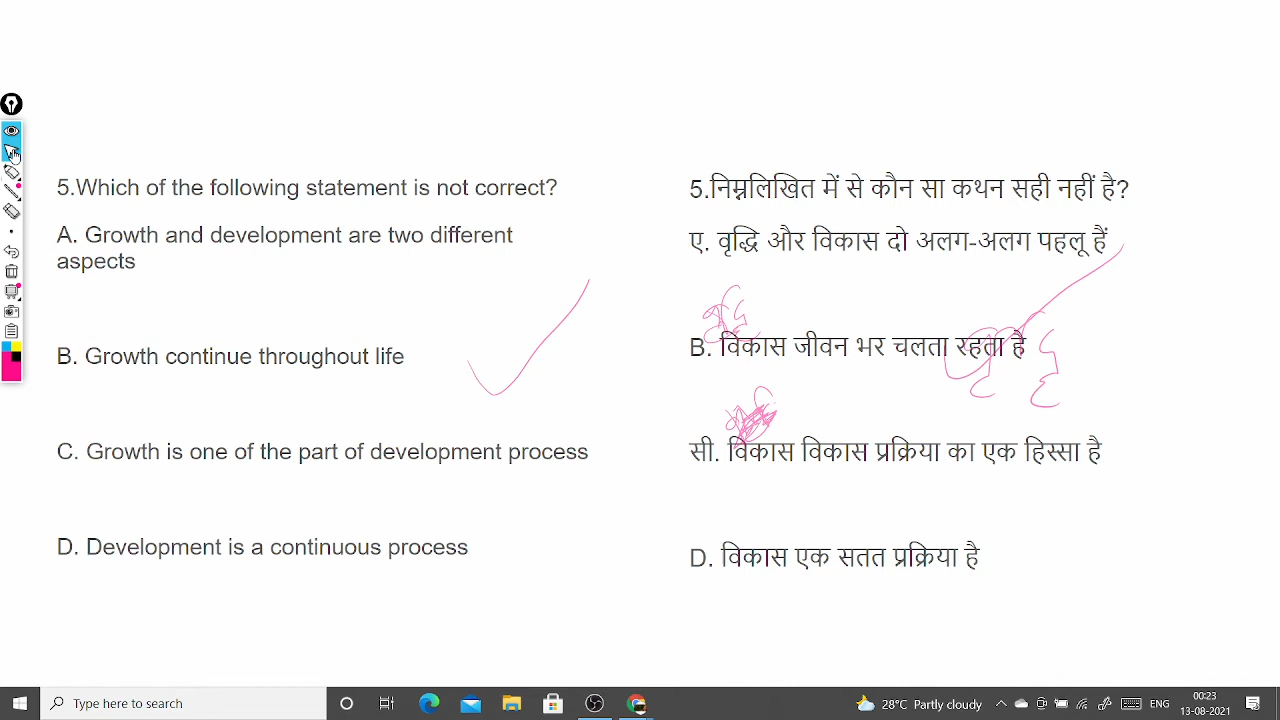 5.Which of the following statement is not correct?
A. Growth and development are two different
aspects
B. Growth continue throughout life
C. Growth is one of the part of development process
D. Development is a continuous process
5.निम्नलिखित में से कौन सा कथन सही नहीं है?
ए. वृद्धि और विकास दो अलग-अलग पहलू हैं
B. विकास जीवन भर चलता रहता है
सी. विकास विकास प्रक्रिया का एक हिस्सा है
D. विकास एक सतत प्रक्रिया है
Type here to search
28°C Partly cloudy
ENG
00:23
13-08-2021